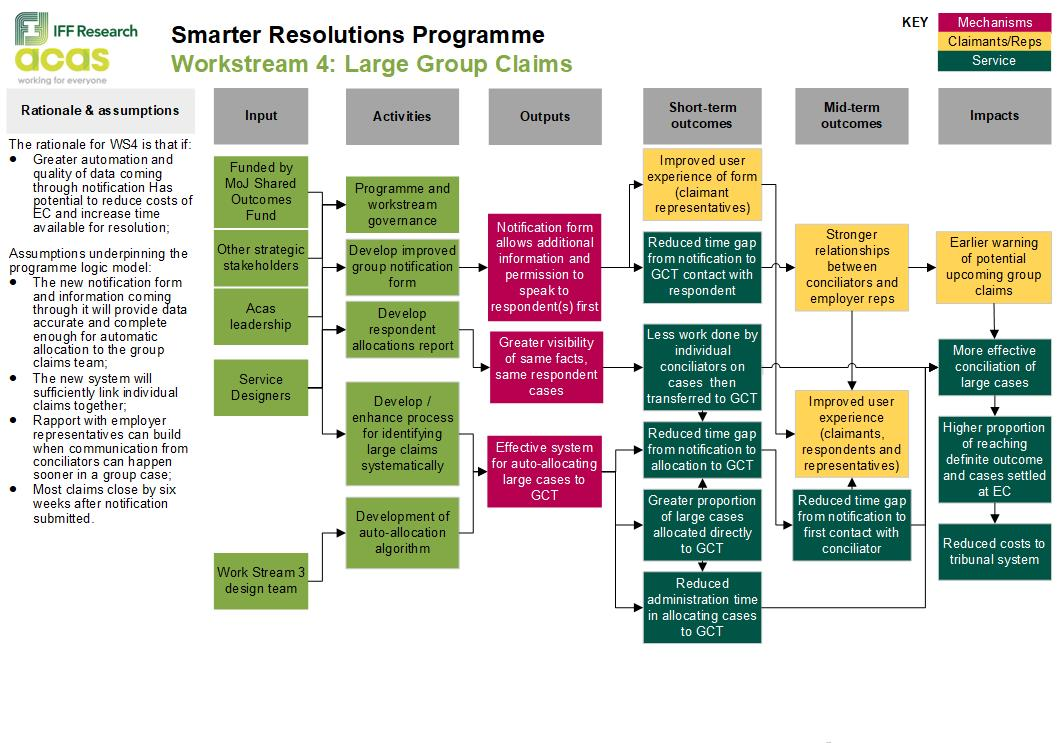 IFF Research
acas
working for everyone
Smarter Resolutions Programme
Workstream 4: Large Group Claims
KEY
Mechanisms
Claimants/Reps
Service
Rationale & assumptions
The rationale for WS4 is that if:
● Greater automation and
quality of data coming
through notification Has
potential to reduce costs of
EC and increase time
available for resolution;
Assumptions underpinning the
programme logic model:
● The new notification form
and information coming
through it will provide data
accurate and complete
enough for automatic
allocation to the group
claims team;
● The new system will
sufficiently link individual
claims together;
● Rapport with employer
representatives can build
when communication from
conciliators can happen
sooner in a group case;
● Most claims close by six
weeks after notification
submitted.
Input
Funded by
MoJ Shared
Outcomes
Fund
Other strategic
stakeholders
Acas
leadership
Service
Designers
Work Stream 3
design team
Activities
Programme and
workstream
governance
Develop improved
group notification
form
Develop
respondent
allocations report
Develop /
enhance process
for identifying
large claims
systematically
Development of
auto-allocation
algorithm
Outputs
Notification form
allows additional
information and
permission to
speak to
respondent(s) first
Greater visibility
of same facts,
same respondent
cases
Effective system
for auto-allocating
large cases to
GCT
Short-term
outcomes
Improved user
experience of form
(claimant
representatives)
Reduced time gap
from notification to
GCT contact with
respondent
Less work done by
individual
conciliators on
cases then
transferred to GCT
Reduced time gap
from notification to
allocation to GCT
Greater proportion
of large cases
allocated directly
to GCT
Reduced
administration time
in allocating cases
to GCT
Mid-term
outcomes
Stronger
relationships
between
conciliators and
employer reps
Improved user
experience
(claimants,
respondents and
representatives)
Reduced time gap
from notification to
first contact with
conciliator
Impacts
Earlier warning
of potential
upcoming group
claims
More effective
conciliation of
large cases
Higher proportion
of reaching
definite outcome
and cases settled
at EC
Reduced costs to
tribunal system